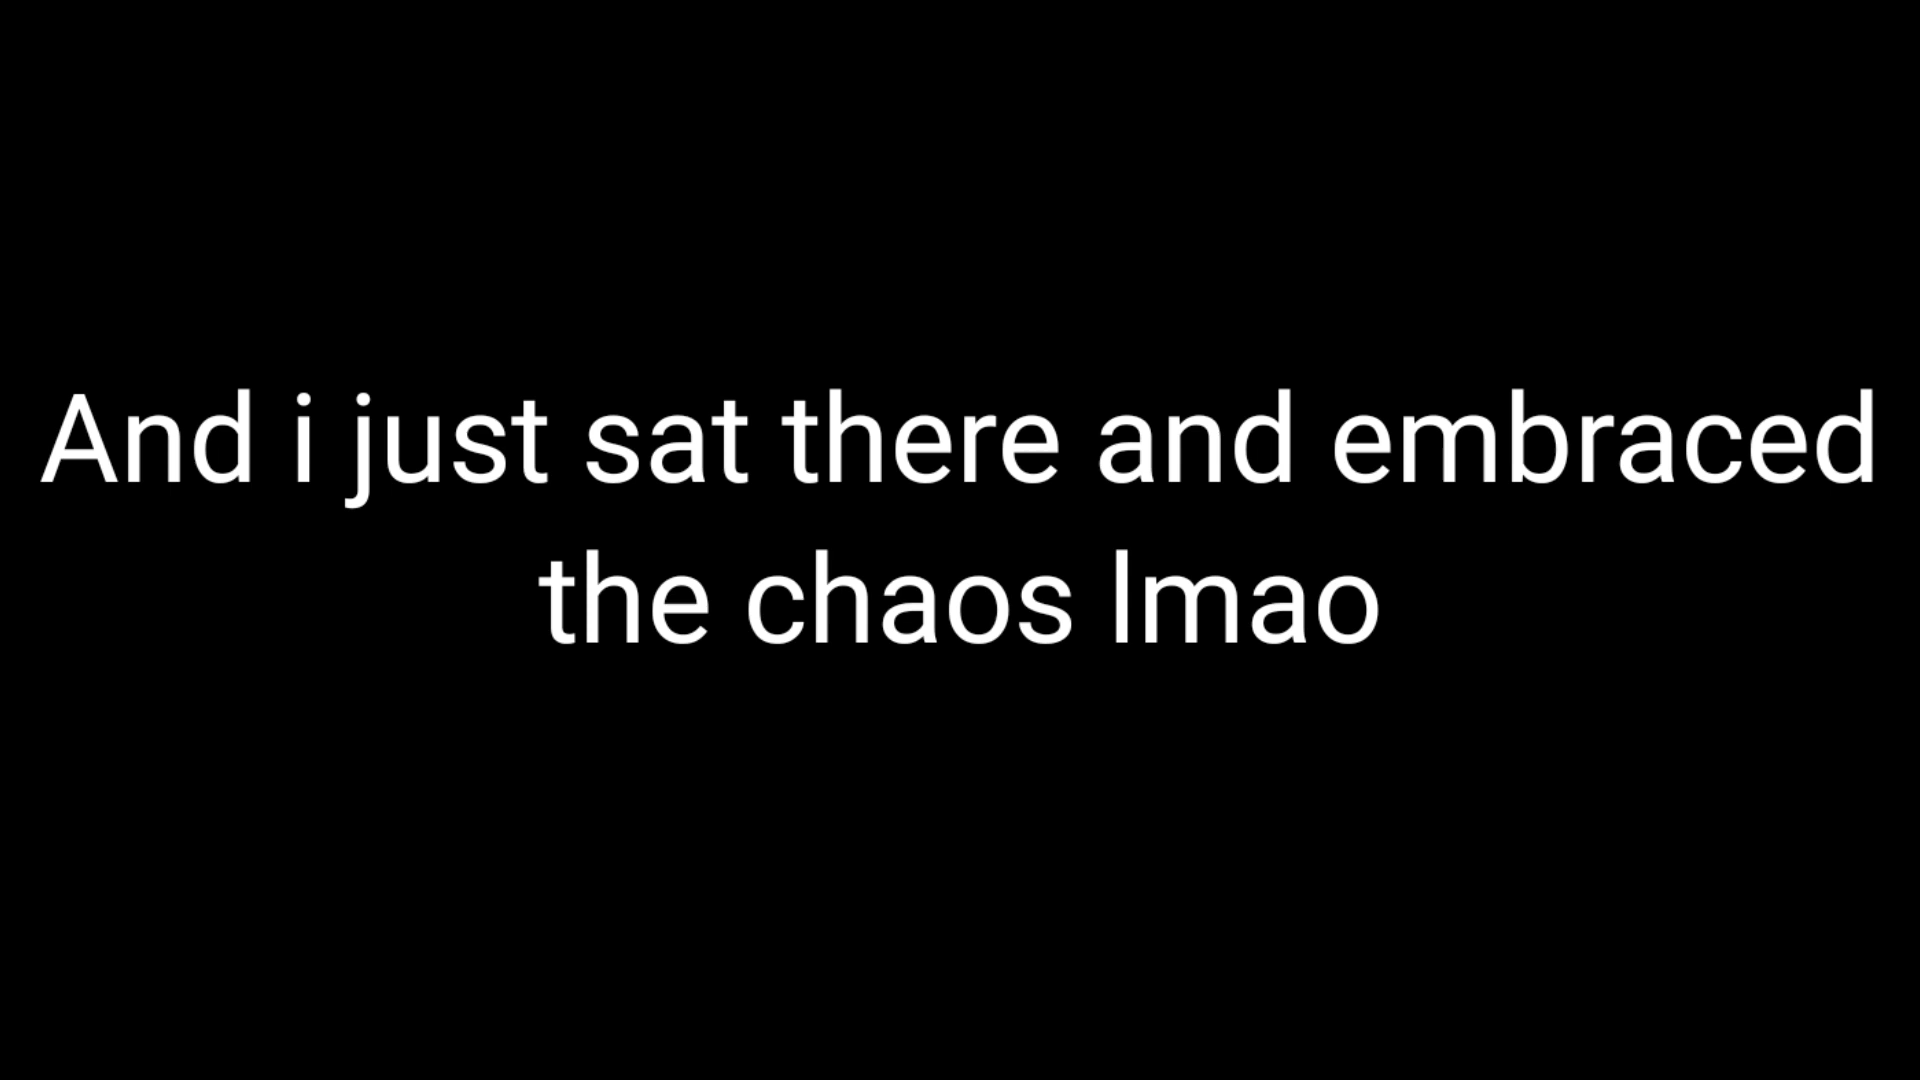 And i just sat there and embraced
the chaos lmao